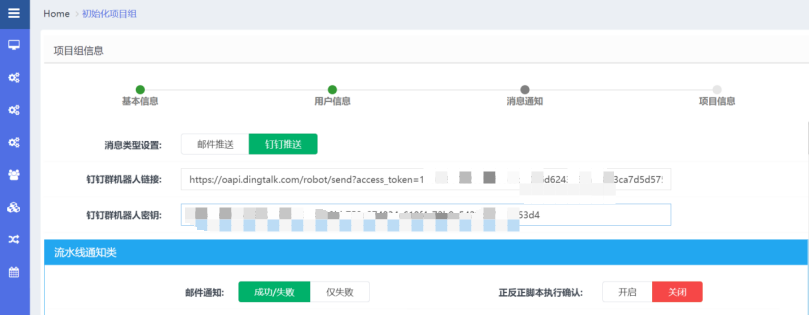 Home > 初始化项目组
项目组信息
基本信息 用户信息 消息通知 项目信息
消息类型设置: 邮件推送 钉钉推送
钉钉群机器人链接: https://oapi.dingtalk.com/robot/send?access_token=1
钉钉群机器人密钥: 53d4
流水线通知类
邮件通知: 成功/失败 仅失败 正反正脚本执行确认: 开启 关闭